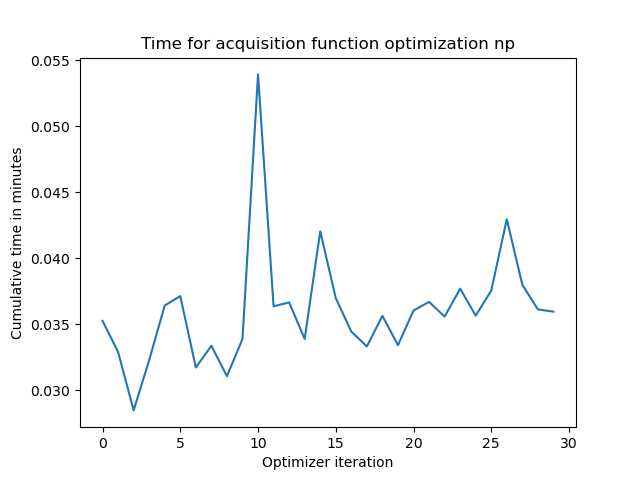 Time for acquisition function optimization np
0.055
0.050
0.045
0.040
0.035
0.030
Cumulative time in minutes
0 5 10 15 20 25 30
Optimizer iteration